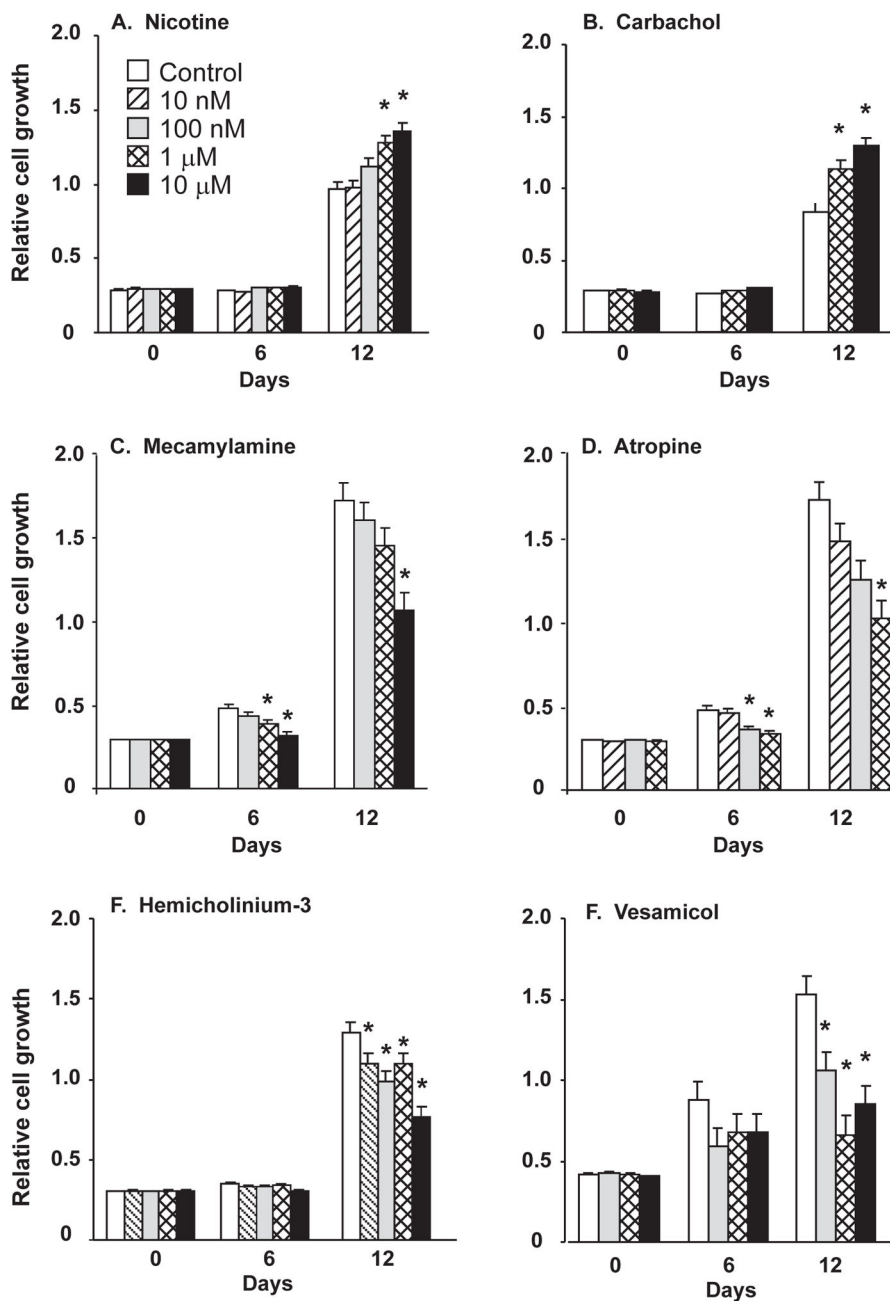 A. Nicotine
2.0
1.5
1.0
0.5
0
Relative cell growth
Control
10 nM
100 nM
1 μM
10 μM
* *
0 6 12
Days
B. Carbachol
2.0
1.5
1.0
0.5
0
* *
0 6 12
Days
C. Mecamylamine
2.0
1.5
1.0
0.5
0
Relative cell growth
* * *
0 6 12
Days
D. Atropine
2.0
1.5
1.0
0.5
0
* * *
0 6 12
Days
F. Hemicholinium-3
2.0
1.5
1.0
0.5
0
Relative cell growth
* * * *
0 6 12
Days
F. Vesamicol
2.0
1.5
1.0
0.5
0
* * *
0 6 12
Days